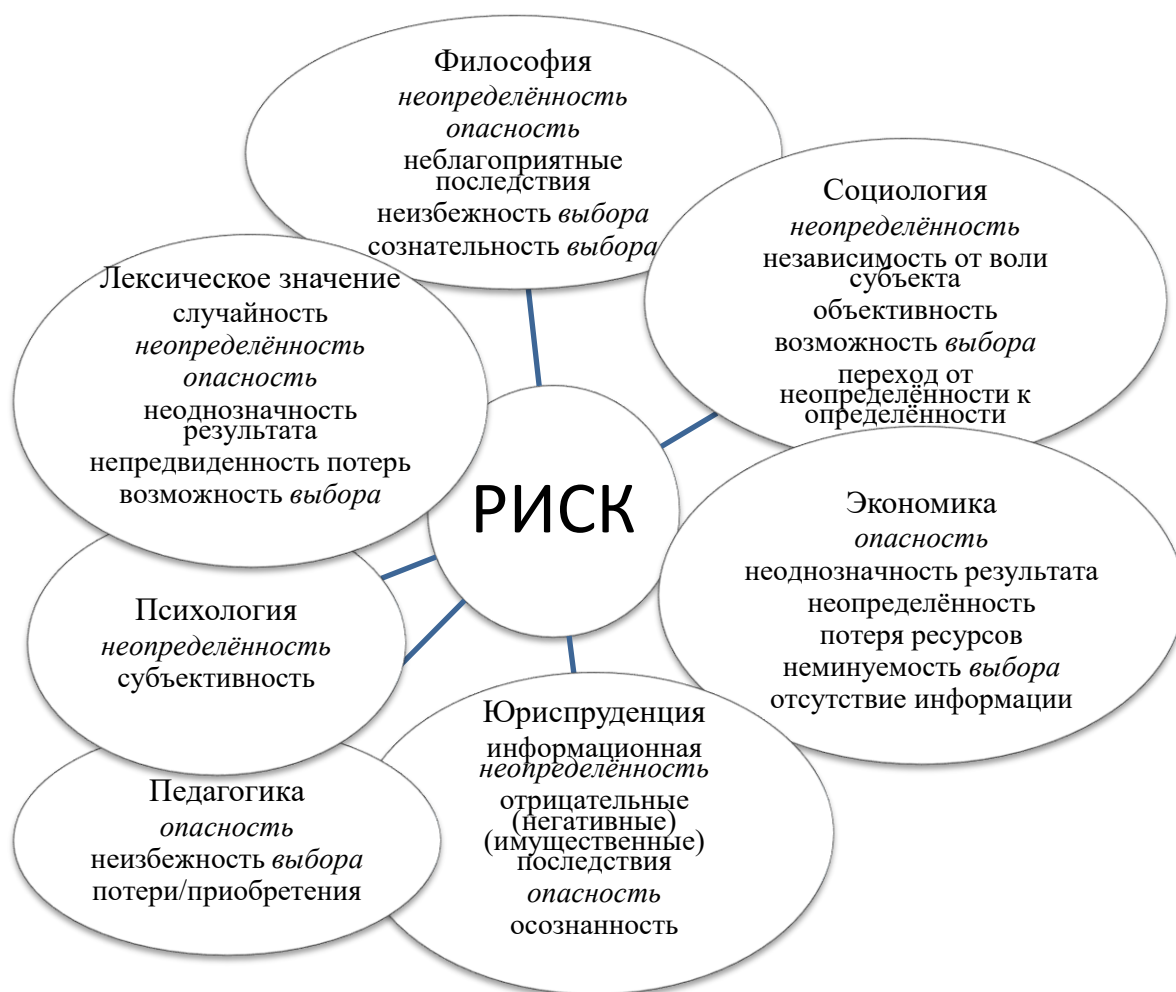 Философия
неопределённость
опасность
неблагоприятные
последствия
неизбежность выбора
сознательность выбора
Социология
неопределённость
независимость от воли
субъекта
объективность
возможность выбора
переход от
неопределённости к
определённости
Лексическое значение
случайность
неопределённость
опасность
неоднозначность
результата
непредвиденность потерь
возможность выбора
РИСК
Экономика
опасность
неоднозначность результата
неопределённость
потеря ресурсов
неминуемость выбора
отсутствие информации
Психология
неопределённость
субъективность
Юриспруденция
информационная
неопределённость
отрицательные
(негативные)
(имущественные)
последствия
опасность
осознанность
Педагогика
опасность
неизбежность выбора
потери/приобретения